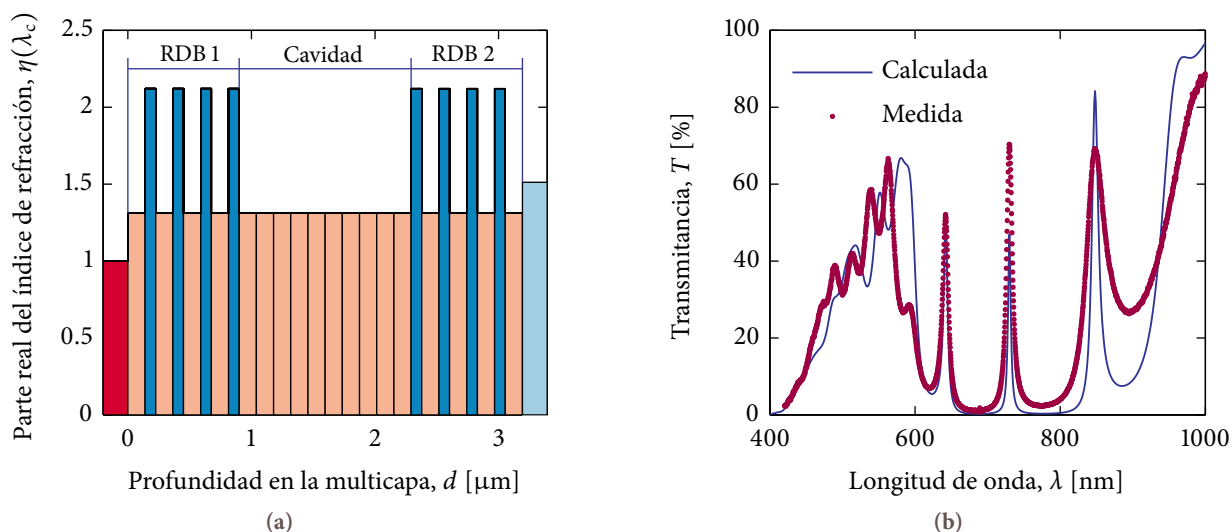 Parte real del índice de refracción, η(λc)
2.5
2
1.5
1
0.5
0
RDB 1
Cavidad
RDB 2
0
1
2
3
Profundidad en la multicapa, d [μm]
(a)
Transmitancia, T [%]
100
80
60
40
20
0
Calculada
Medida
400
600
800
1000
Longitud de onda, λ [nm]
(b)